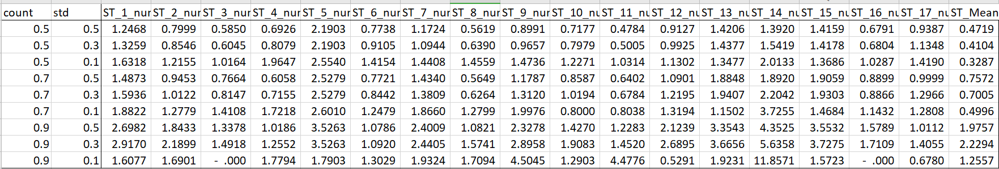 count std ST_1_nur ST_2_nur ST_3_nur ST_4_nur ST_5_nur ST_6_nur ST_7_nur ST_8_nur ST_9_nur ST_10_nu ST_11_nu ST_12_nu ST_13_nu ST_14_nu ST_15_nu ST_16_nu ST_17_nu ST_Mean
0.5 0.5 1.2468 0.7999 0.5850 0.6926 2.1903 0.7738 1.1724 0.5619 0.8991 0.7177 0.4784 0.9127 1.4206 1.3920 1.4159 0.6791 0.9387 0.4719
0.5 0.3 1.3259 0.8546 0.6045 0.8079 2.1903 0.9105 1.0944 0.6390 0.9657 0.7979 0.5005 0.9925 1.4377 1.5419 1.4178 0.6804 1.1348 0.4104
0.5 0.1 1.6318 1.2155 1.0164 1.9647 2.5540 1.4154 1.4408 1.4559 1.4736 1.2271 1.0314 1.1302 1.3477 2.0133 1.3686 1.0287 1.4190 0.3287
0.7 0.5 1.4873 0.9453 0.7664 0.6058 2.5279 0.7721 1.4340 0.5649 1.1787 0.8587 0.6402 1.0901 1.8848 1.8920 1.9059 0.8899 0.9999 0.7572
0.7 0.3 1.5936 1.0122 0.8147 0.7155 2.5279 0.8442 1.3809 0.6264 1.3120 1.0194 0.6784 1.2195 1.9407 2.2042 1.9303 0.8866 1.2966 0.7005
0.7 0.1 1.8822 1.2779 1.4108 1.7218 2.6010 1.2479 1.8660 1.2799 1.9976 0.8000 0.8038 1.3194 1.1502 3.7255 1.4684 1.1432 1.2808 0.4996
0.9 0.5 2.6982 1.8433 1.3378 1.0186 3.5263 1.0786 2.4009 1.0821 2.3278 1.4270 1.2283 2.1239 3.3543 4.3525 3.5532 1.5789 1.0112 1.9757
0.9 0.3 2.9170 2.1899 1.4918 1.2552 3.5263 1.0920 2.4405 1.5741 2.8958 1.9083 1.4520 2.6895 3.6656 5.6358 3.7275 1.7109 1.4055 2.2294
0.9 0.1 1.6077 1.6901 - .000 1.7794 1.7903 1.3029 1.9324 1.7094 4.5045 1.2903 4.4776 0.5291 1.9231 11.8571 1.5723 - .000 0.6780 1.2557